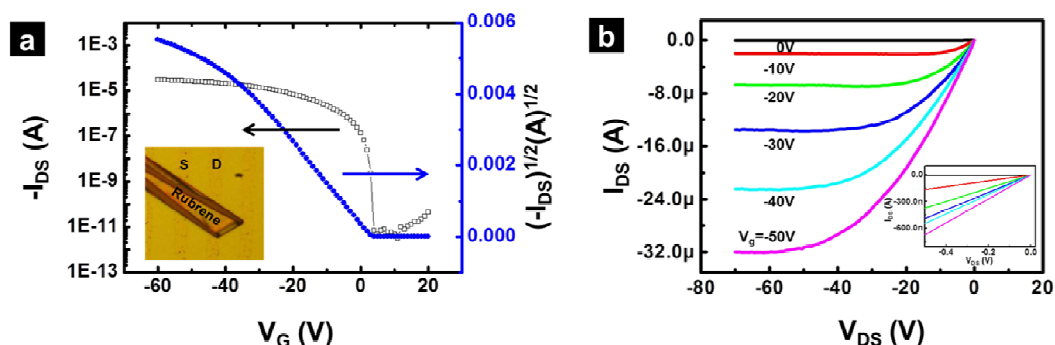 a
-I_DS (A)
1E-3
1E-5
1E-7
1E-9
1E-11
1E-13
-60 -40 -20 0 20
V_G (V)
0.006
0.004
0.002
0.000
(-I_DS)^1/2(A)^1/2
S D
Rubrene
b
I_DS (A)
0.0
-8.0μ
-16.0μ
-24.0μ
-32.0μ
-80 -60 -40 -20 0 20
V_DS (V)
0V
-10V
-20V
-30V
-40V
V_g=-50V
I_DS (A)
0.0
-300.0n
-600.0n
-0.4 -0.2 0.0
V_DS (V)